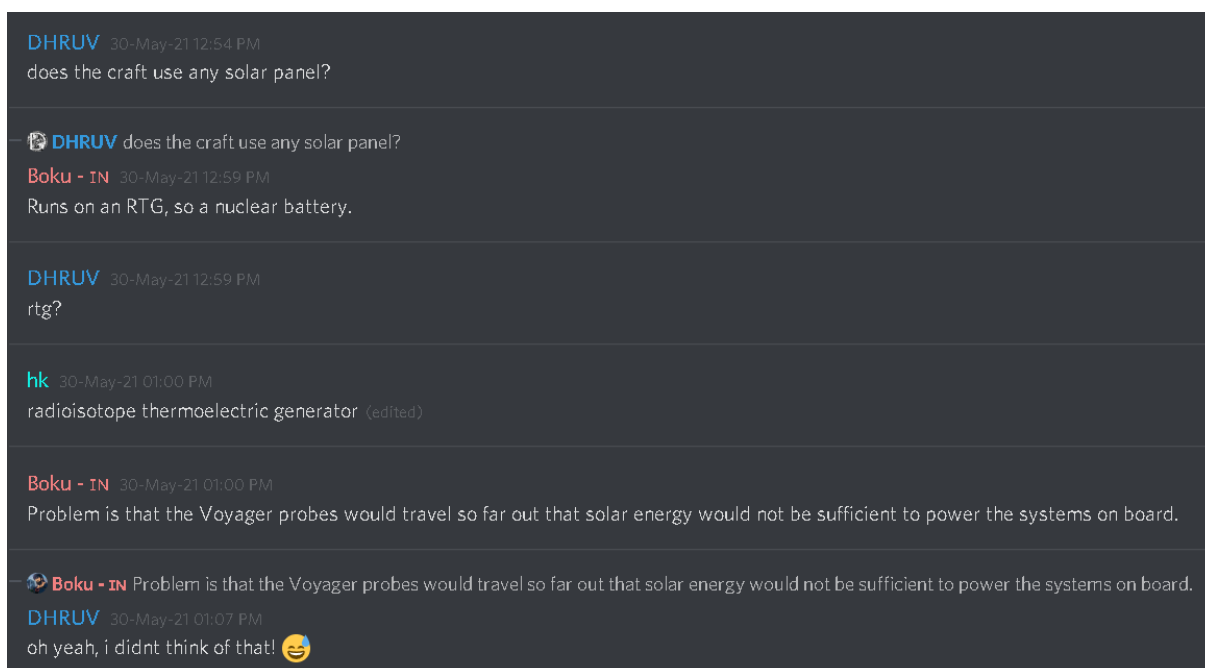 DHRUV 30-May-21 12:54 PM
does the craft use any solar panel?
DHRUV does the craft use any solar panel?
Boku - IN 30-May-21 12:59 PM
Runs on an RTG, so a nuclear battery.
DHRUV 30-May-21 12:59 PM
rtg?
hk 30-May-21 01:00 PM
radioisotope thermoelectric generator (edited)
Boku - IN 30-May-21 01:00 PM
Problem is that the Voyager probes would travel so far out that solar energy would not be sufficient to power the systems on board.
Boku - IN Problem is that the Voyager probes would travel so far out that solar energy would not be sufficient to power the systems on board.
DHRUV 30-May-21 01:07 PM
oh yeah, i didnt think of that! 😅